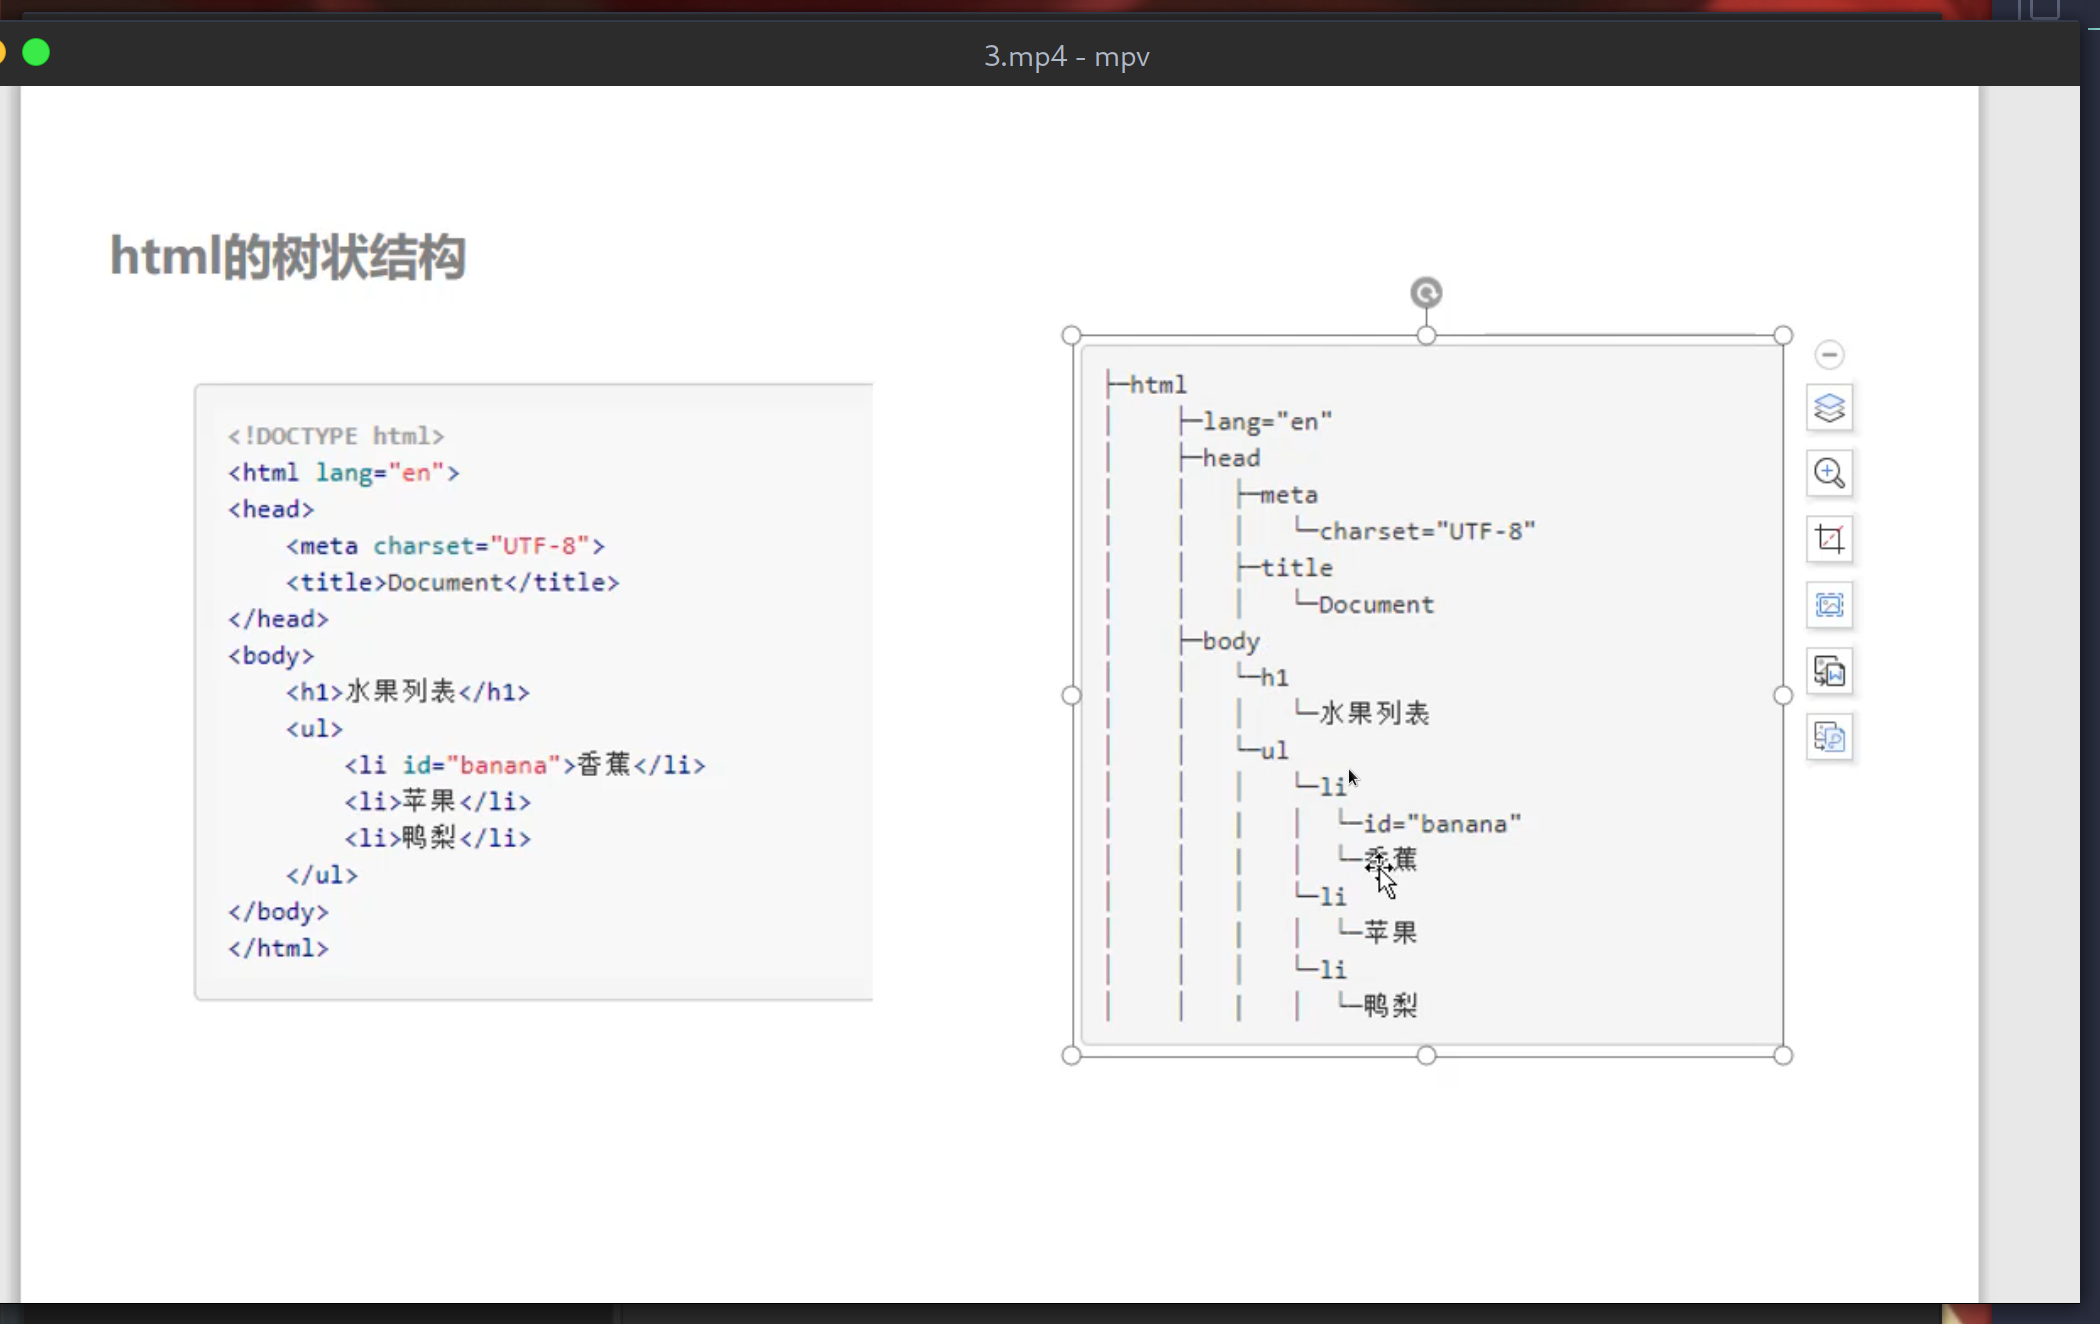 3.mp4 - mpv
html的树状结构
<!DOCTYPE html>
<html lang="en">
<head>
    <meta charset="UTF-8">
    <title>Document</title>
</head>
<body>
    <h1>水果列表</h1>
    <ul>
        <li id="banana">香蕉</li>
        <li>苹果</li>
        <li>鸭梨</li>
    </ul>
</body>
</html>
├─html
│    ├─lang="en"
│    ├─head
│    │   ├─meta
│    │   │   └─charset="UTF-8"
│    │   ├─title
│    │   │   └─Document
│    ├─body
│    │   └─h1
│    │   │   └─水果列表
│    │   └─ul
│    │   │   └─li
│    │   │   │  └─id="banana"
│    │   │   │  └─香蕉
│    │   │   └─li
│    │   │   │  └─苹果
│    │   │   └─li
│    │   │   │  └─鸭梨